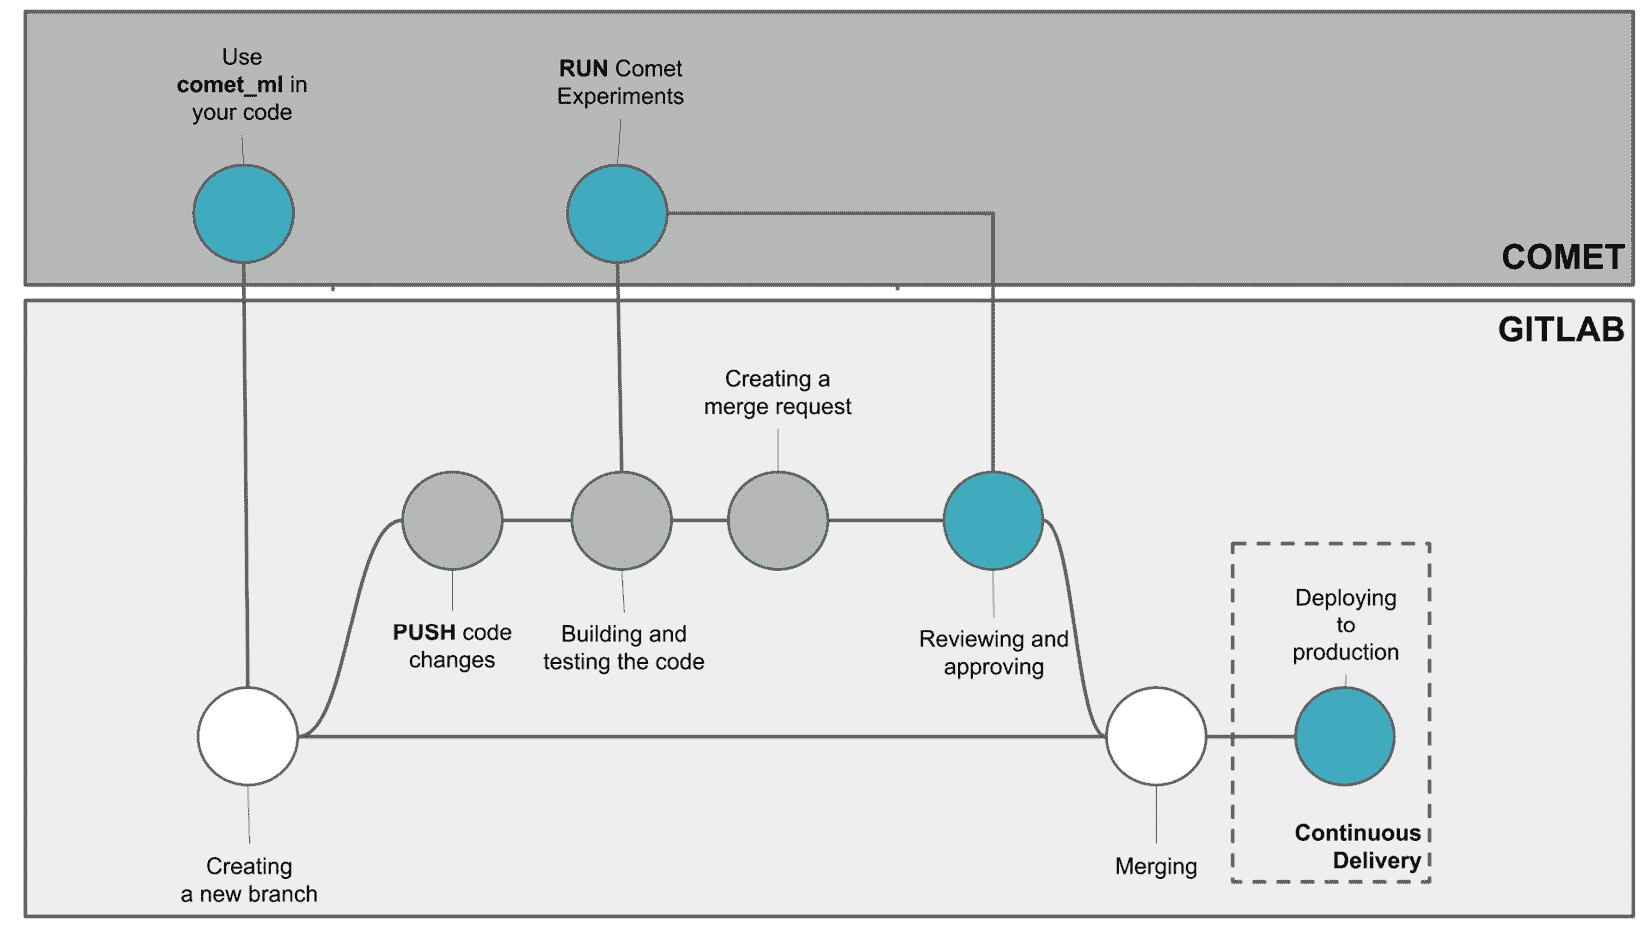 Use
comet_ml in
your code
RUN Comet
Experiments
COMET
GITLAB
Creating a
merge request
PUSH code
changes
Building and
testing the code
Reviewing and
approving
Deploying
to
production
Continuous
Delivery
Creating
a new branch
Merging